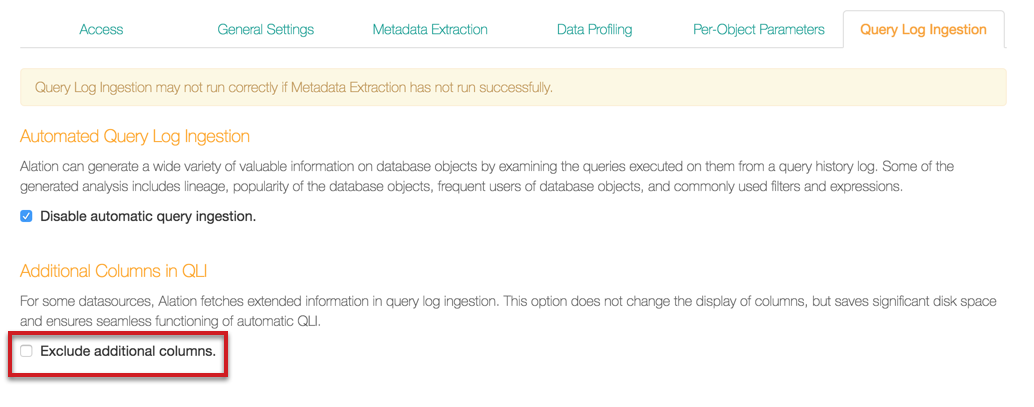 Access General Settings Metadata Extraction Data Profiling Per-Object Parameters Query Log Ingestion
Query Log Ingestion may not run correctly if Metadata Extraction has not run successfully.
Automated Query Log Ingestion
Alation can generate a wide variety of valuable information on database objects by examining the queries executed on them from a query history log. Some of the
generated analysis includes lineage, popularity of the database objects, frequent users of database objects, and commonly used filters and expressions.
Disable automatic query ingestion.
Additional Columns in QLI
For some datasources, Alation fetches extended information in query log ingestion. This option does not change the display of columns, but saves significant disk space
and ensures seamless functioning of automatic QLI.
Exclude additional columns.